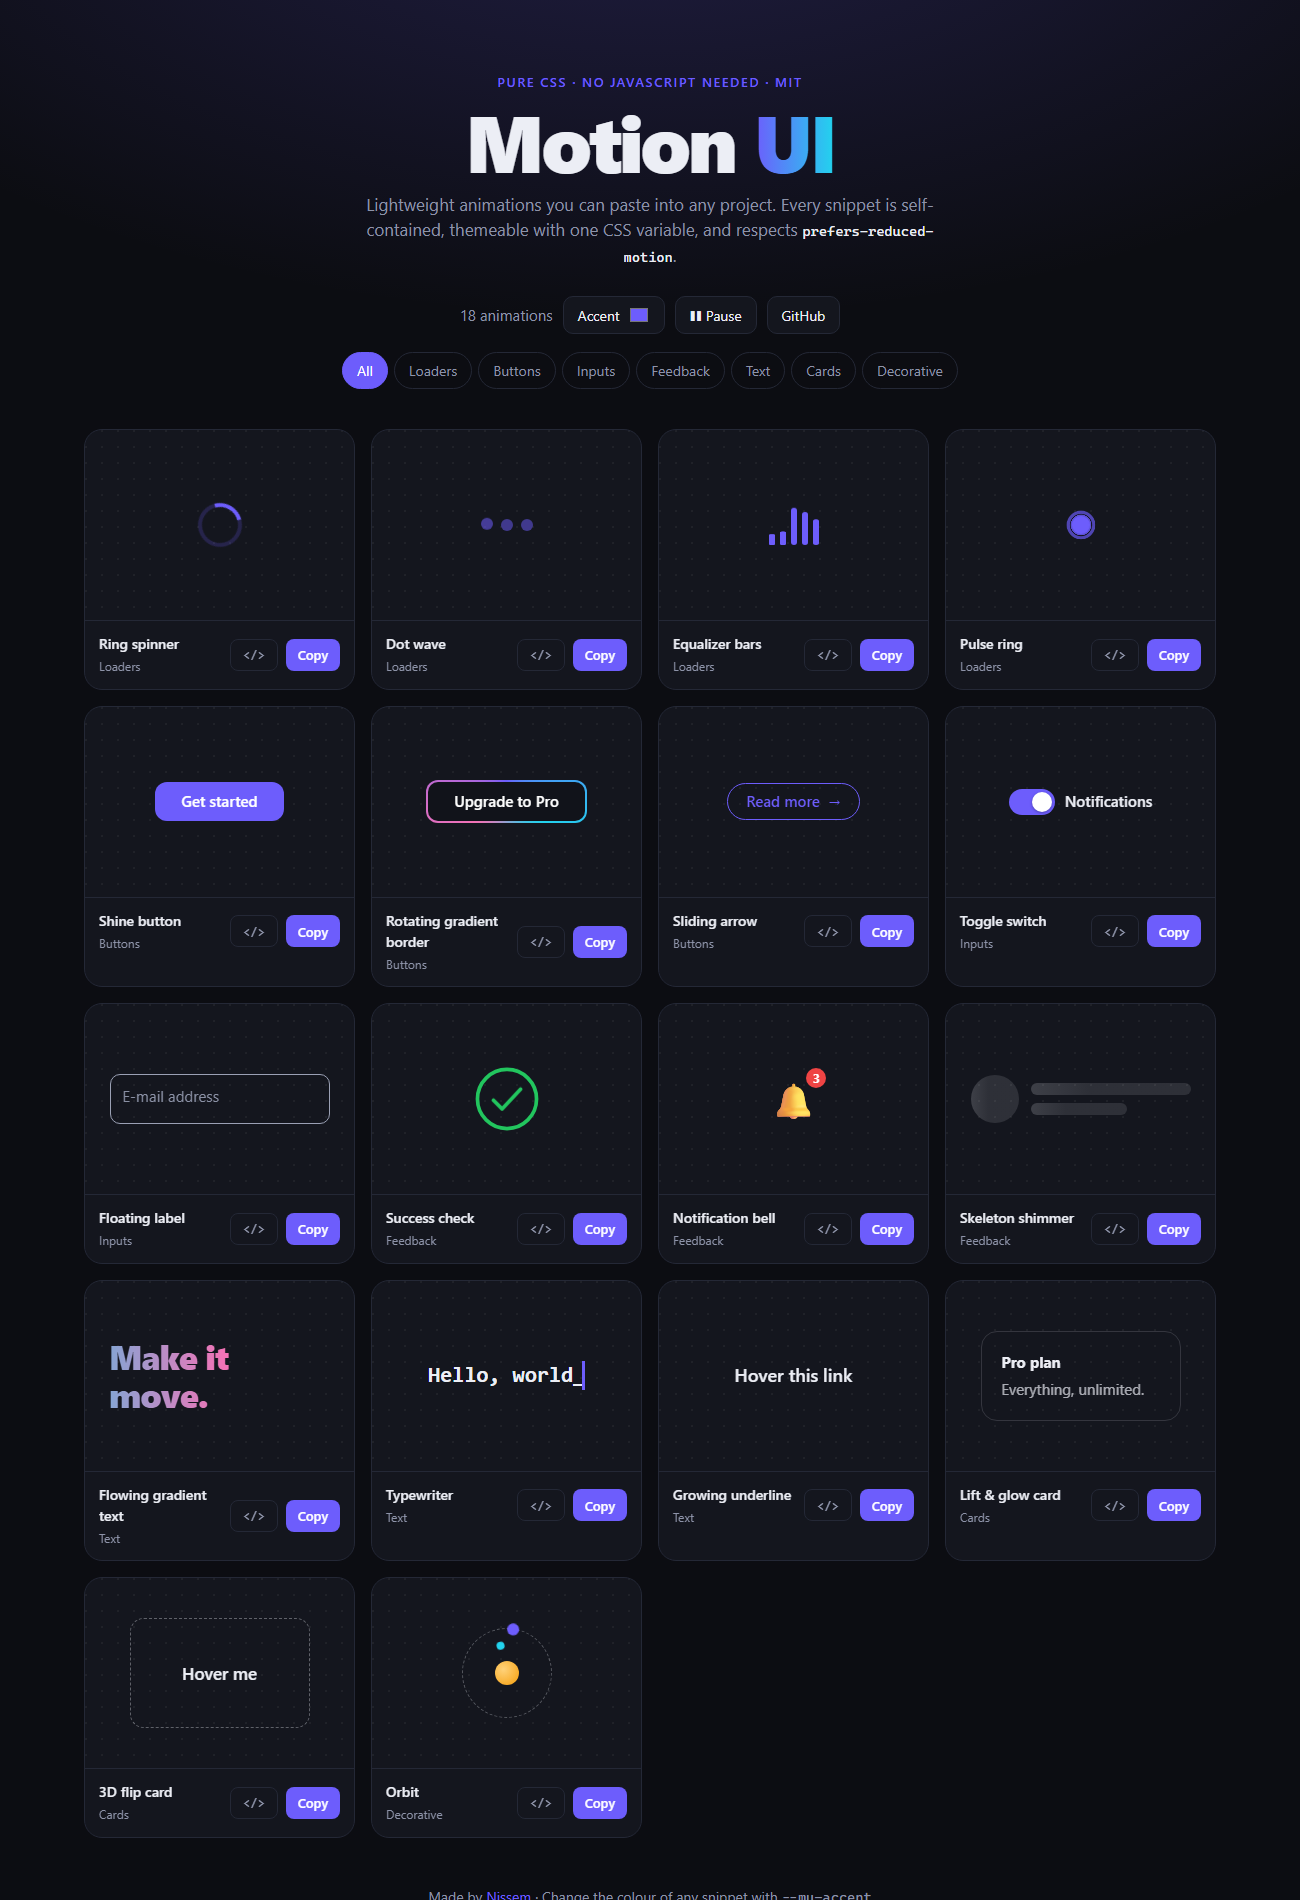 PURE CSS · NO JAVASCRIPT NEEDED · MIT
Motion UI
Lightweight animations you can paste into any project. Every snippet is self-
contained, themeable with one CSS variable, and respects prefers-reduced-
motion.
18 animations
Accent
Pause
GitHub
All
Loaders
Buttons
Inputs
Feedback
Text
Cards
Decorative
Ring spinner
Loaders
</>
Copy
Dot wave
Loaders
</>
Copy
Equalizer bars
Loaders
</>
Copy
Pulse ring
Loaders
</>
Copy
Get started
Shine button
Buttons
</>
Copy
Upgrade to Pro
Rotating gradient
border
Buttons
</>
Copy
Read more →
Sliding arrow
Buttons
</>
Copy
Notifications
Toggle switch
Inputs
</>
Copy
E-mail address
Floating label
Inputs
</>
Copy
Success check
Feedback
</>
Copy
3
Notification bell
Feedback
</>
Copy
Skeleton shimmer
Feedback
</>
Copy
Make it
move.
Flowing gradient
text
Text
</>
Copy
Hello, world_
Typewriter
Text
</>
Copy
Hover this link
Growing underline
Text
</>
Copy
Pro plan
Everything, unlimited.
Lift & glow card
Cards
</>
Copy
Hover me
3D flip card
Cards
</>
Copy
Orbit
Decorative
</>
Copy
Made by Nissem · Change the colour of any snippet with --mu-accent